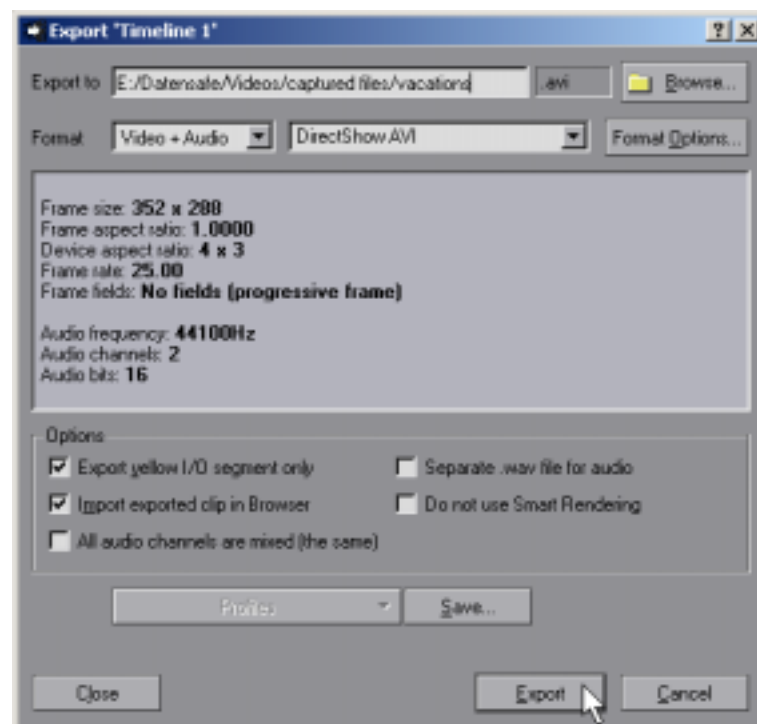 Export "Timeline 1"
Export to E:/Datensafe/Videos/captured files/vacations .avi Browse...
Format Video + Audio DirectShow AVI Format Options...
Frame size: 352 x 288
Frame aspect ratio: 1.0000
Device aspect ratio: 4 x 3
Frame rate: 25.00
Frame fields: No fields (progressive frame)
Audio frequency: 44100Hz
Audio channels: 2
Audio bits: 16
Options
Export yellow I/O segment only
Separate .wav file for audio
Import exported clip in Browser
Do not use Smart Rendering
All audio channels are mixed (the same)
Profiles Save...
Close Export Cancel